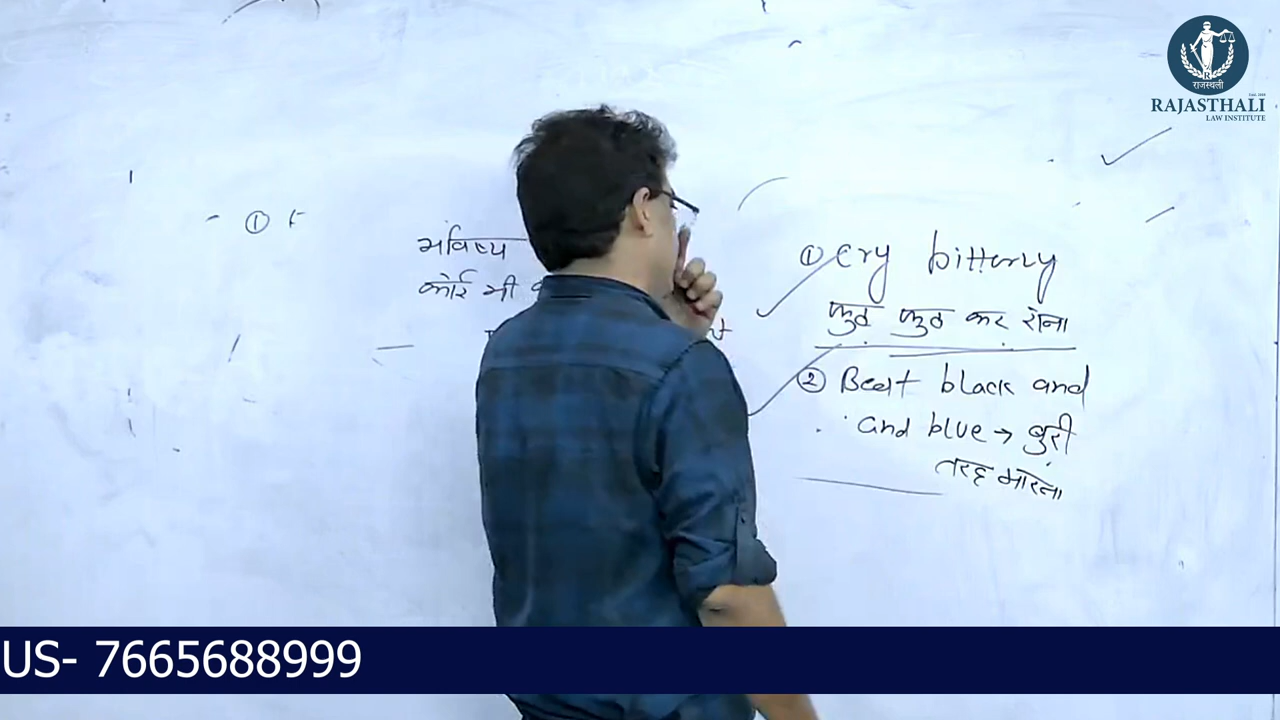 ① F
भविष्य
कोई भी
① Cry bitterly
फुठ फुठ कर रोना
② Beat black and
and blue → बुरी
तरह मारना
राजस्थली
RAJASTHALI
LAW INSTITUTE
US- 7665688999